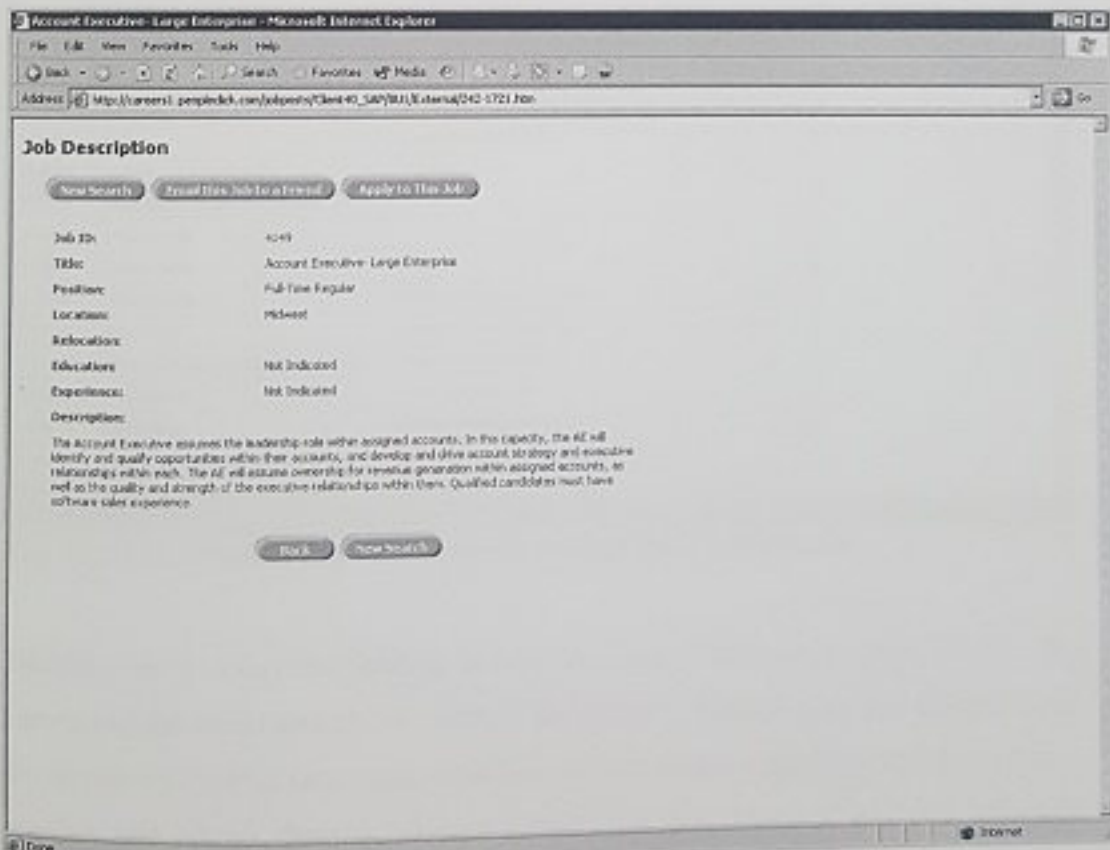 Account Executive- Large Enterprise - Microsoft Internet Explorer
File Edit View Favorites Tools Help
Back Search Favorites Media
Address Go
Job Description
New Search Email This Job to a Friend Apply to This Job
Job ID:
Title: Account Executive- Large Enterprise
Position: Full-Time Regular
Location: Midwest
Relocation:
Education: Not Indicated
Experience: Not Indicated
Description:
The Account Executive assumes the leadership role within assigned accounts. In this capacity, the AE will
identify and qualify opportunities within their accounts, and develop and drive account strategy and executive
relationships within each. The AE will assume ownership for revenue generation within assigned accounts, as
well as the quality and strength of the executive relationships within them. Qualified candidates must have
software sales experience.
Back New Search
Done Internet